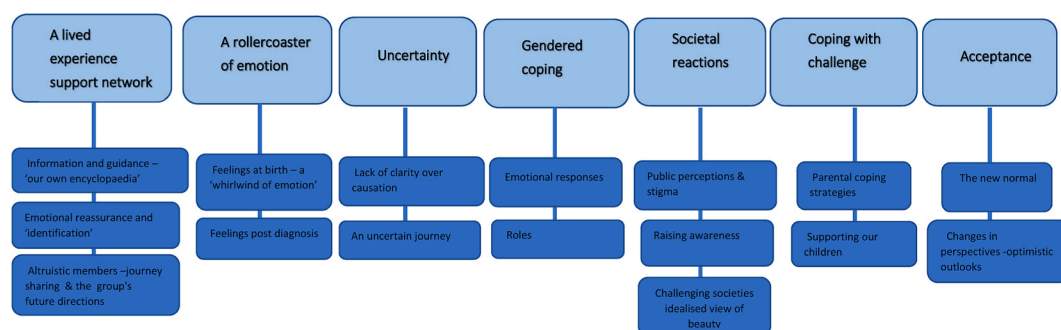 A lived
experience
support network
Information and guidance –
'our own encyclopaedia'
Emotional reassurance and
'identification'
Altruistic members –journey
sharing & the group's
future directions
A rollercoaster
of emotion
Feelings at birth – a
'whirlwind of emotion'
Feelings post diagnosis
Uncertainty
Lack of clarity over
causation
An uncertain journey
Gendered
coping
Emotional responses
Roles
Societal
reactions
Public perceptions &
stigma
Raising awareness
Challenging societies
idealised view of
beauty
Coping with
challenge
Parental coping
strategies
Supporting our
children
Acceptance
The new normal
Changes in
perspectives -optimistic
outlooks